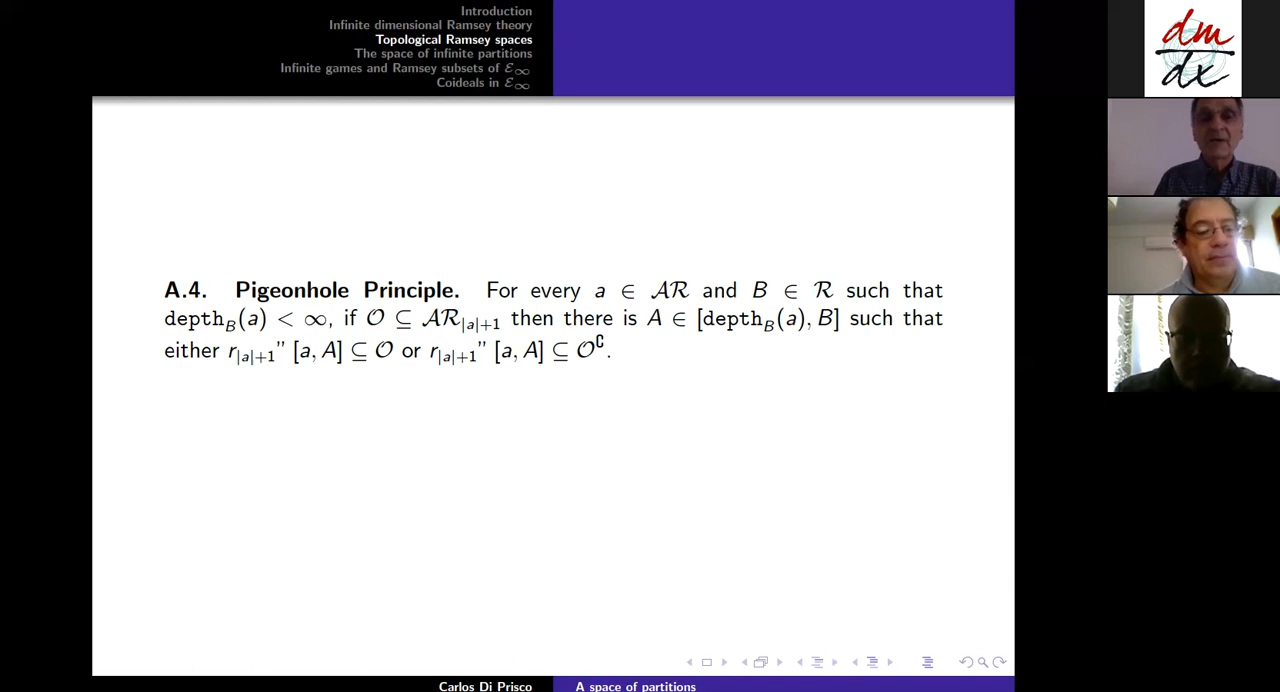 Introduction
Infinite dimensional Ramsey theory
Topological Ramsey spaces
The space of infinite partitions
Infinite games and Ramsey subsets of ℰ∞
Coideals in ℰ∞
dm
dx
A.4. Pigeonhole Principle. For every a ∈ 𝒜ℛ and B ∈ ℛ such that
depth_B(a) < ∞, if 𝒪 ⊆ 𝒜ℛ_{|a|+1} then there is A ∈ [depth_B(a), B] such that
either r_{|a|+1}” [a, A] ⊆ 𝒪 or r_{|a|+1}” [a, A] ⊆ 𝒪^∁.
Carlos Di Prisco
A space of partitions